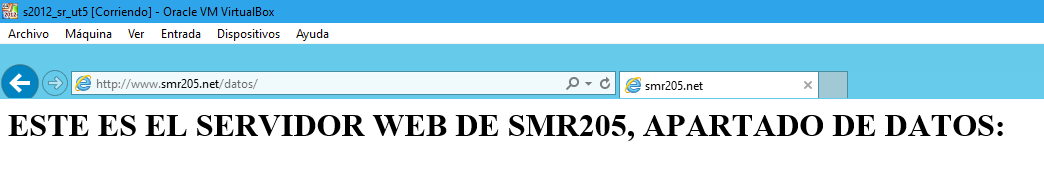 s2012_sr_ut5 [Corriendo] - Oracle VM VirtualBox
Archivo Máquina Ver Entrada Dispositivos Ayuda
http://www.smr205.net/datos/ smr205.net
ESTE ES EL SERVIDOR WEB DE SMR205, APARTADO DE DATOS: